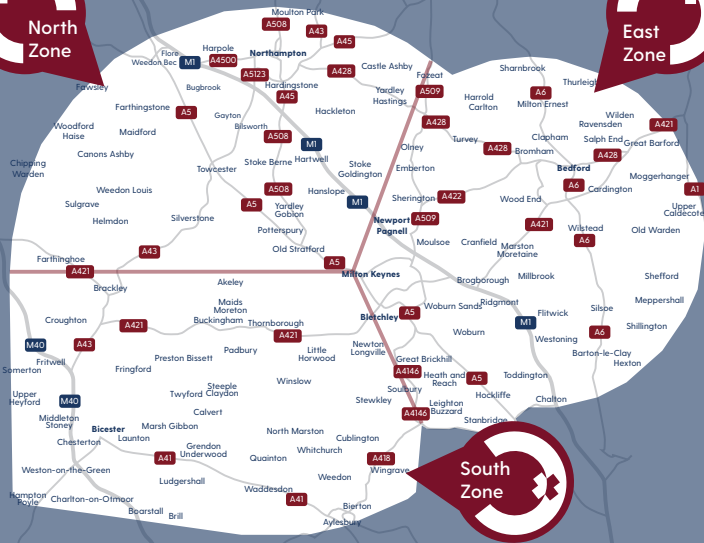 North
Zone
East
Zone
South
Zone
Moulton Park
A508
A43
A45
Flore
Harpole
Northampton
Weedon Bec
M1
A4500
A5123
A428
Castle Ashby
Fozeat
Sharnbrook
Fawsley
Bugbrook
Hardingstone
A45
Yardley
Hastings
A509
Harrold
Carlton
A6
Milton Ernest
Farthingstone
A5
Gayton
Hackleton
A428
Wilden
Ravensden
A421
Woodford
Haise
Maidford
Bilsworth
A508
M1
Hartwell
Olney
Turvey
A428
Bromham
Clapham
Salph End
Great Barford
A428
Canons Ashby
Chipping
Warden
Towcester
Stoke Berne
Stoke
Goldington
Emberton
Bedford
Moggerhanger
Weedon Louis
A508
Hanslope
M1
Sherington
A422
Wood End
A6
Cardington
A1
Sulgrave
A5
Yardley
Gobion
Newport
Pagnell
A509
Upper
Caldecote
Helmdon
Silverstone
Potterspury
A421
Wilstead
A6
Old Warden
Old Stratford
Moulsoe
Cranfield
Marston
Moretaine
A43
Farthinghoe
A421
A5
Milton Keynes
Brogborough
Millbrook
Shefford
Brackley
Akeley
Maids
Moreton
Buckingham
Thornborough
Bletchley
A5
Woburn Sands
Ridgmont
M1
Flitwick
Silsoe
Meppershall
Shillington
Croughton
A421
A421
A6
M40
A43
Woburn
Westoning
Fritwell
Somerton
Preston Bissett
Padbury
Little
Horwood
Newton
Longville
Great Brickhill
Barton-le-Clay
Hexton
Fringford
A4146
Heath and
Reach
A5
Toddington
Upper
Heyford
M40
Twyford
Steeple
Claydon
Winslow
Soulbury
Hockliffe
Stewkley
A4146
Leighton
Buzzard
Chalton
Calvert
Middleton
Stoney
Bicester
Marsh Gibbon
Stanbridge
Chesterton
Launton
North Marston
Cublington
Grendon
Underwood
Whitchurch
Weston-on-the-Green
A41
Quainton
A418
Wingrave
Ludgershall
Weedon
Waddesdon
A41
Hampton
Poyle
Charlton-on-Otmoor
Boarstall
Brill
Bierton
Aylesbury